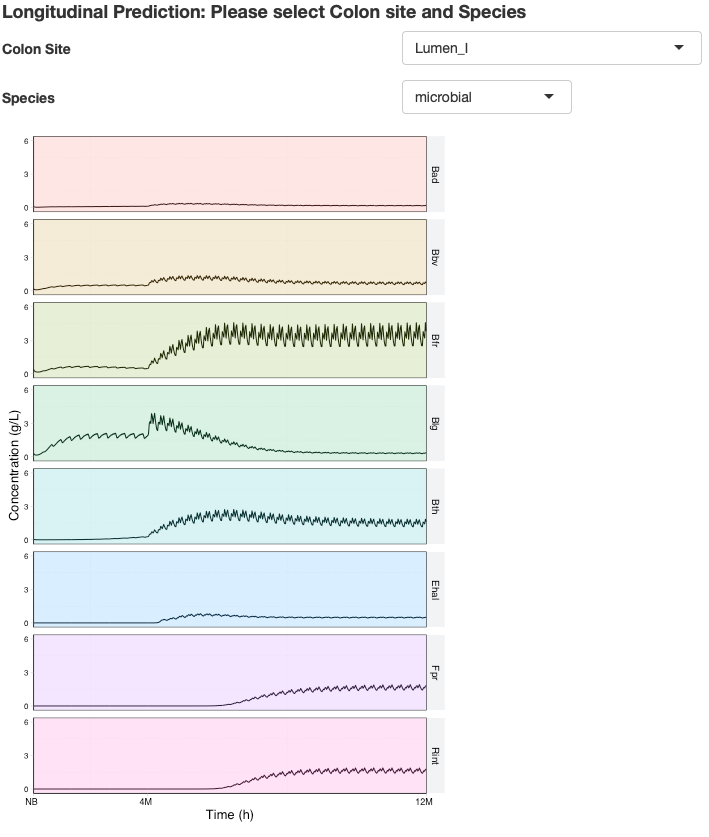 Longitudinal Prediction: Please select Colon site and Species
Colon Site
Lumen_I
Species
microbial
Concentration (g/L)
6
3
0
Bad
6
3
0
Bbv
6
3
0
Bfr
6
3
0
Blg
6
3
0
Bth
6
3
0
Ehal
6
3
0
Fpr
6
3
0
Rint
NB 4M 12M
Time (h)